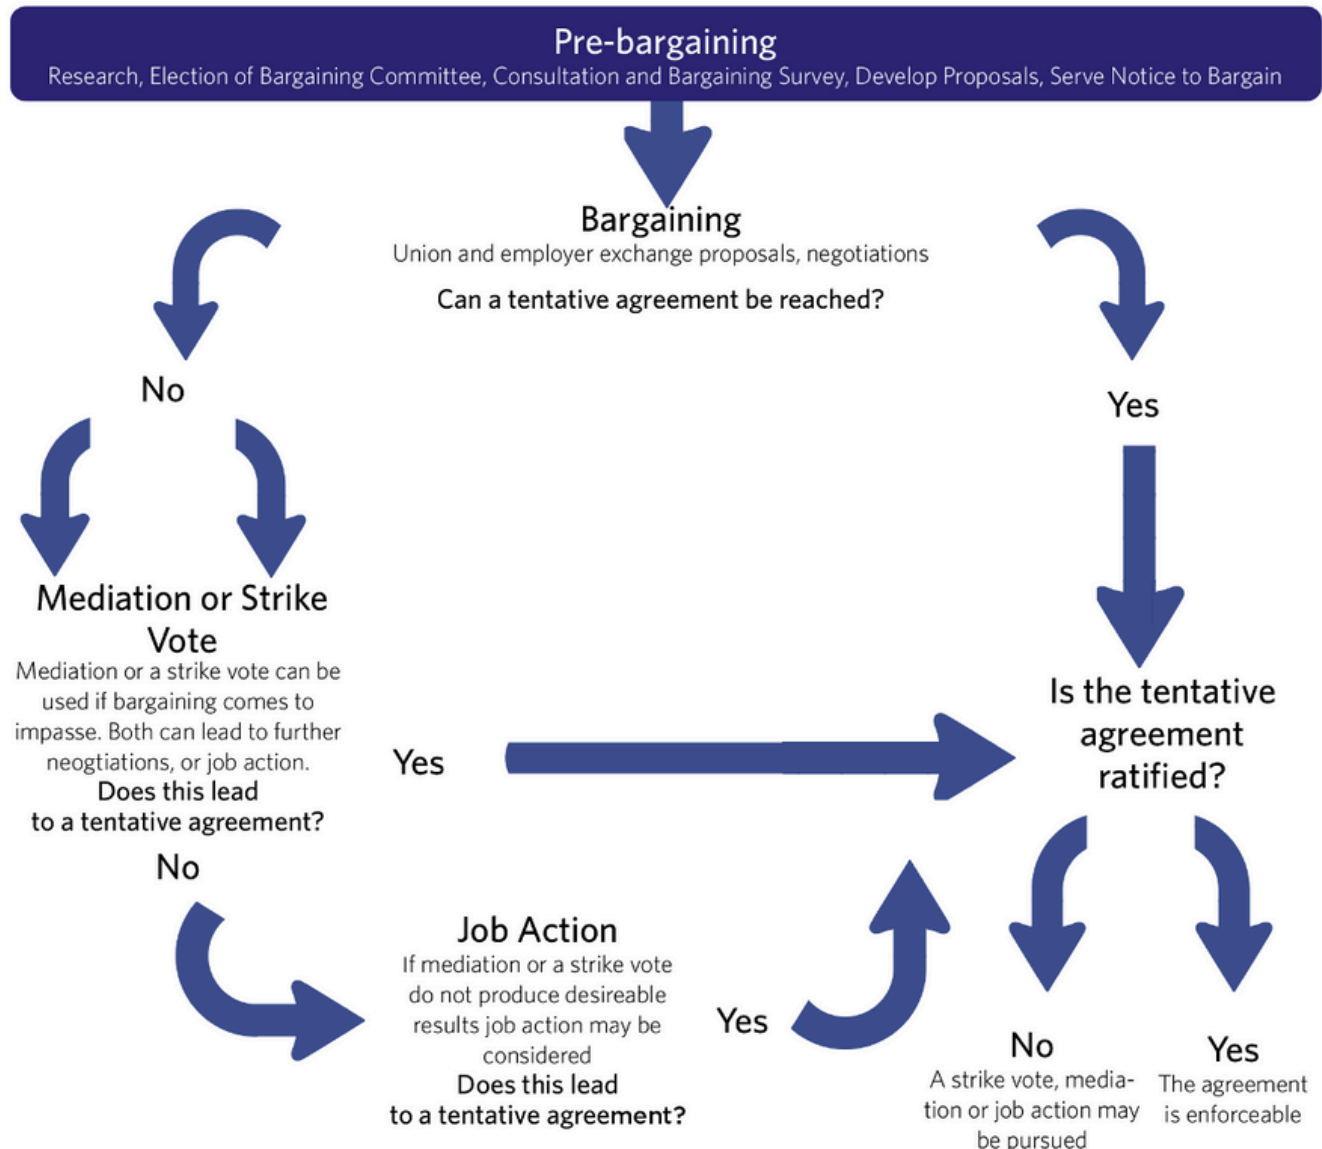 Pre-bargaining
Research, Election of Bargaining Committee, Consultation and Bargaining Survey, Develop Proposals, Serve Notice to Bargain
Bargaining
Union and employer exchange proposals, negotiations
Can a tentative agreement be reached?
No
Yes
Mediation or Strike
Vote
Mediation or a strike vote can be
used if bargaining comes to
impasse. Both can lead to further
neogtiations, or job action.
Does this lead
to a tentative agreement?
Yes
Is the tentative
agreement
ratified?
No
Job Action
If mediation or a strike vote
do not produce desireable
results job action may be
considered
Does this lead
to a tentative agreement?
Yes
No
A strike vote, media-
tion or job action may
be pursued
Yes
The agreement
is enforceable